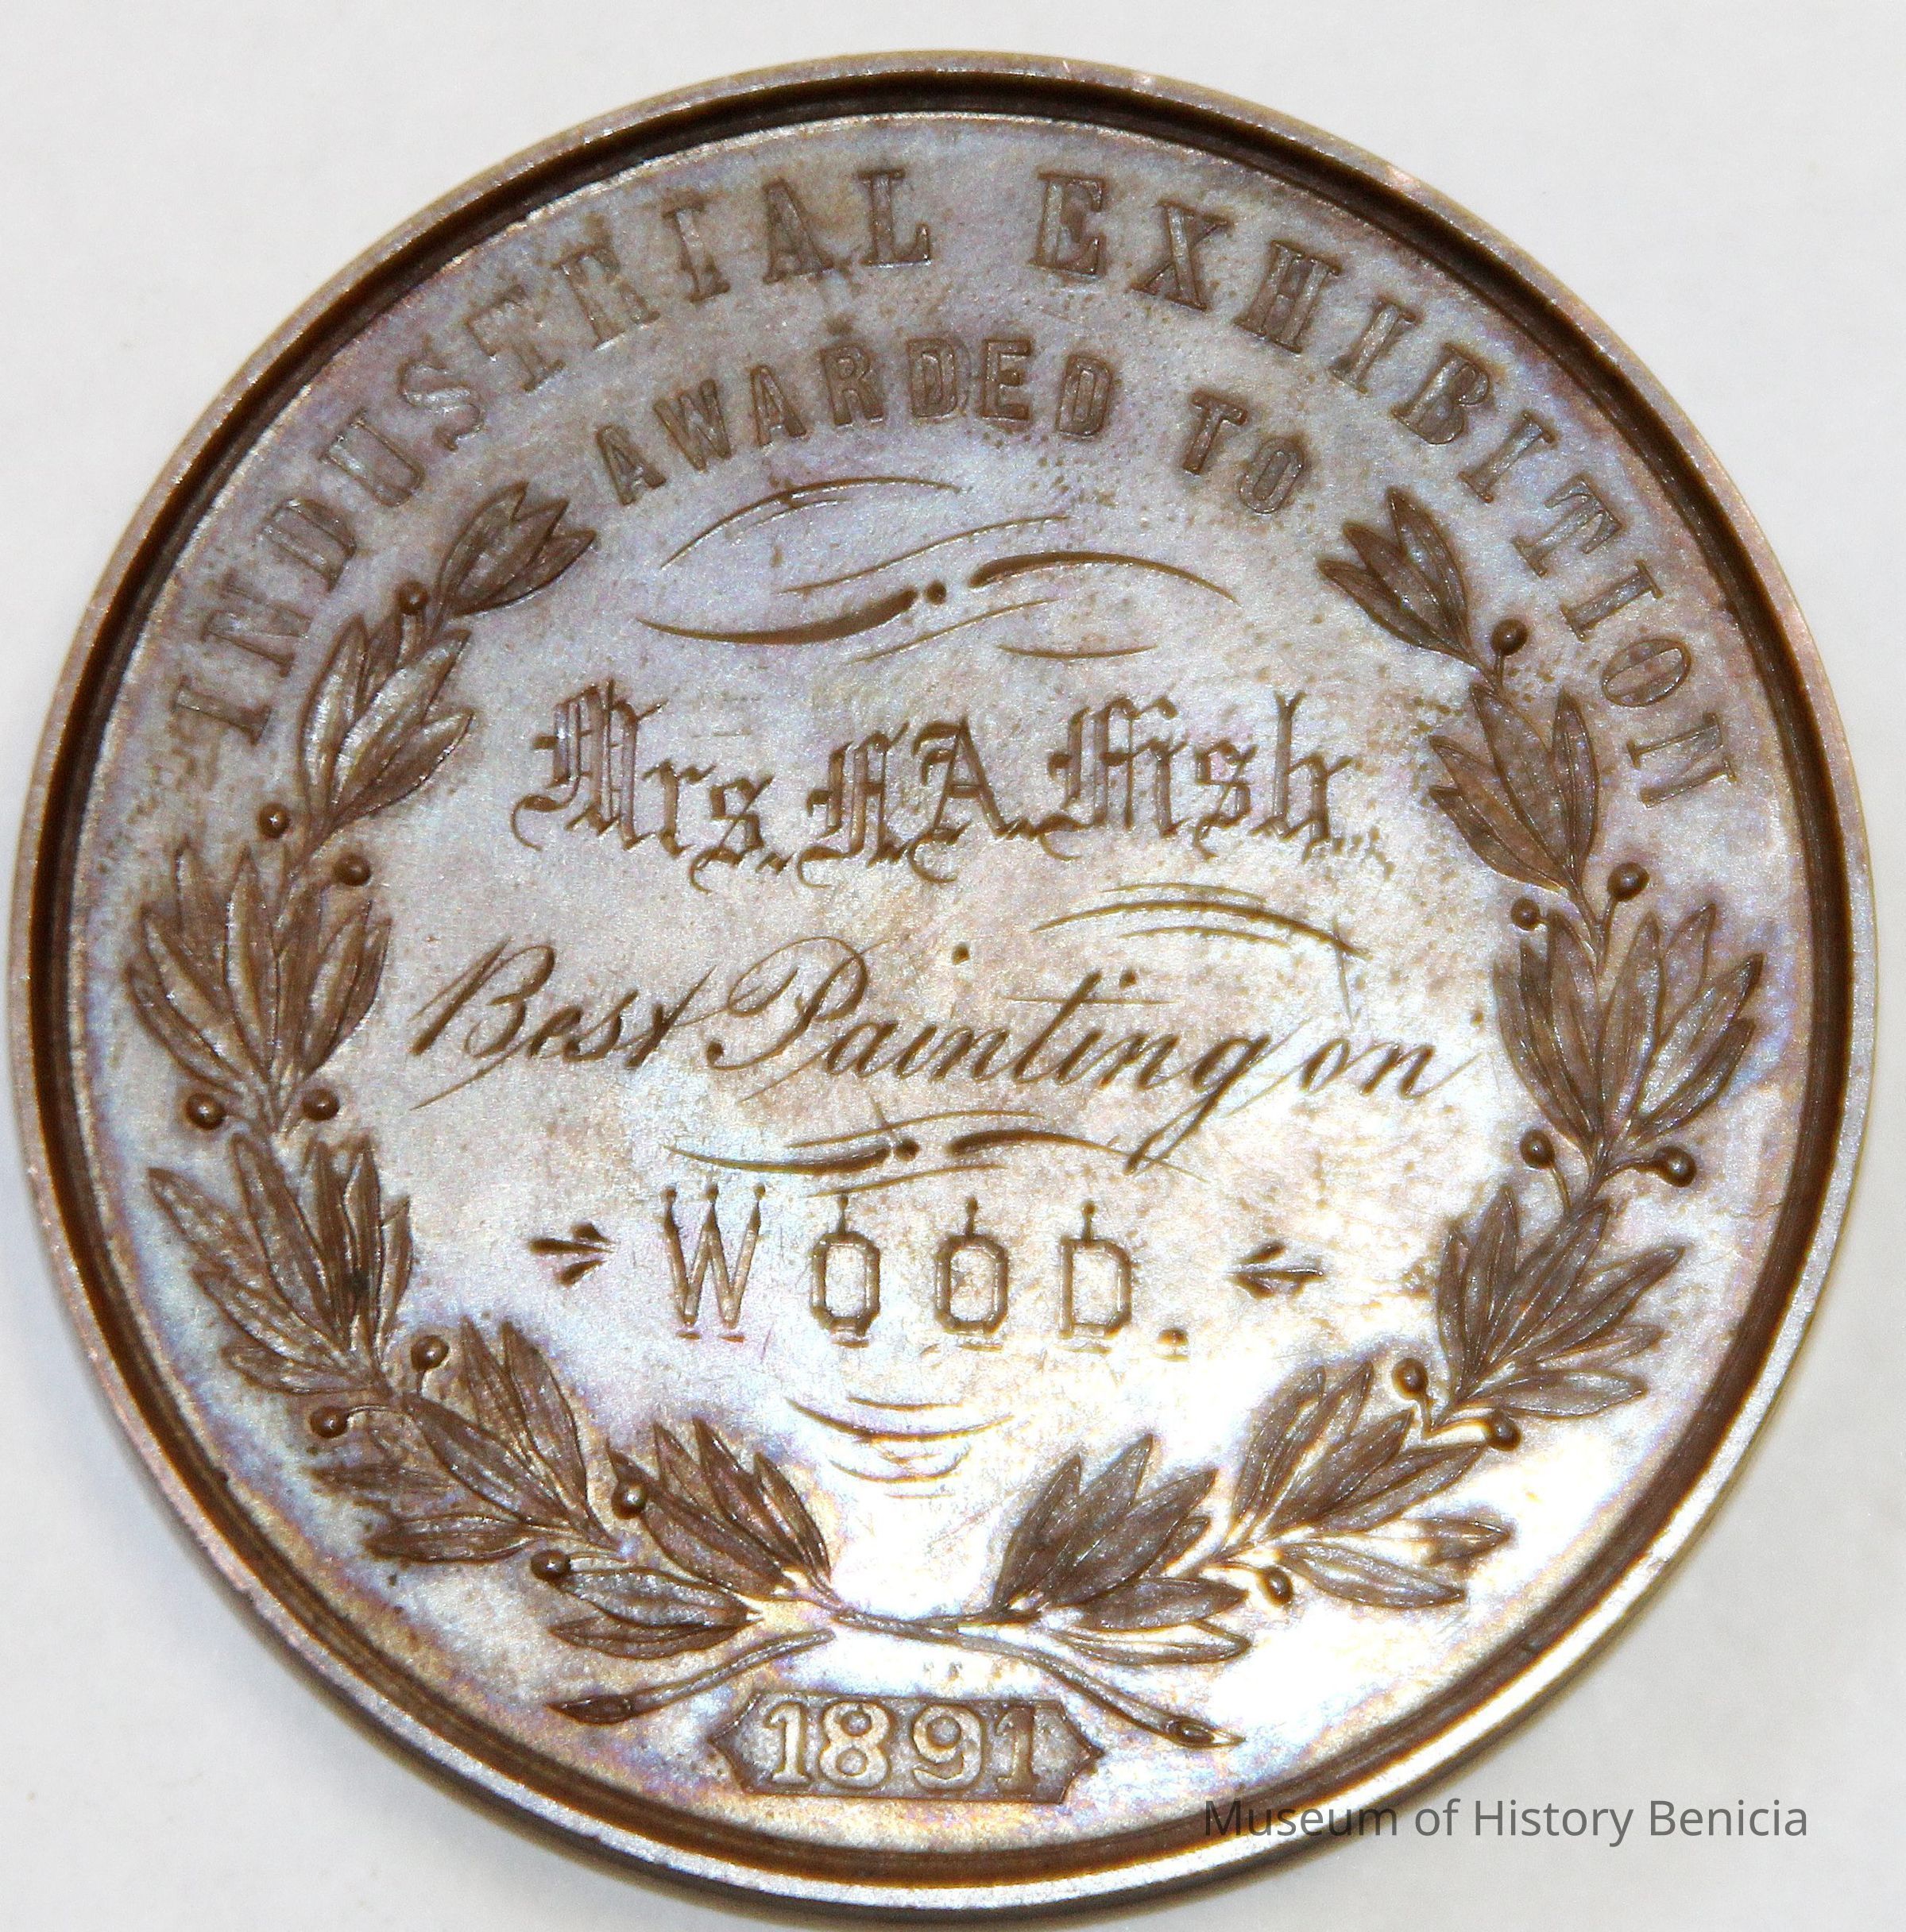 INDUSTRIAL EXHIBITION
AWARDED TO
Mrs. F. A. Fish.
Best Painting on
WOOD.
1891
Museum of History Benicia